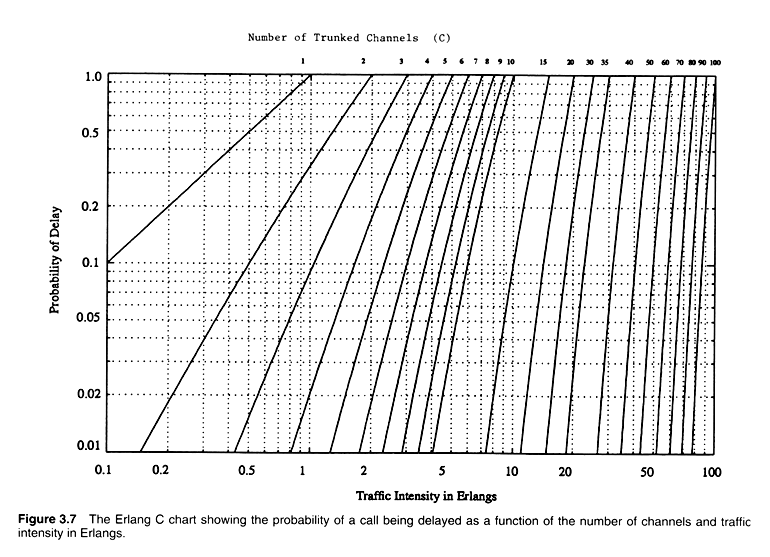 Number of Trunked Channels (C)
1 2 3 4 5 6 7 8 9 10 15 20 30 35 40 50 60 70 80 90 100
1.0
0.5
0.2
Probability of Delay
0.1
0.05
0.02
0.01
0.1 0.2 0.5 1 2 5 10 20 50 100
Traffic Intensity in Erlangs
Figure 3.7 The Erlang C chart showing the probability of a call being delayed as a function of the number of channels and traffic
intensity in Erlangs.